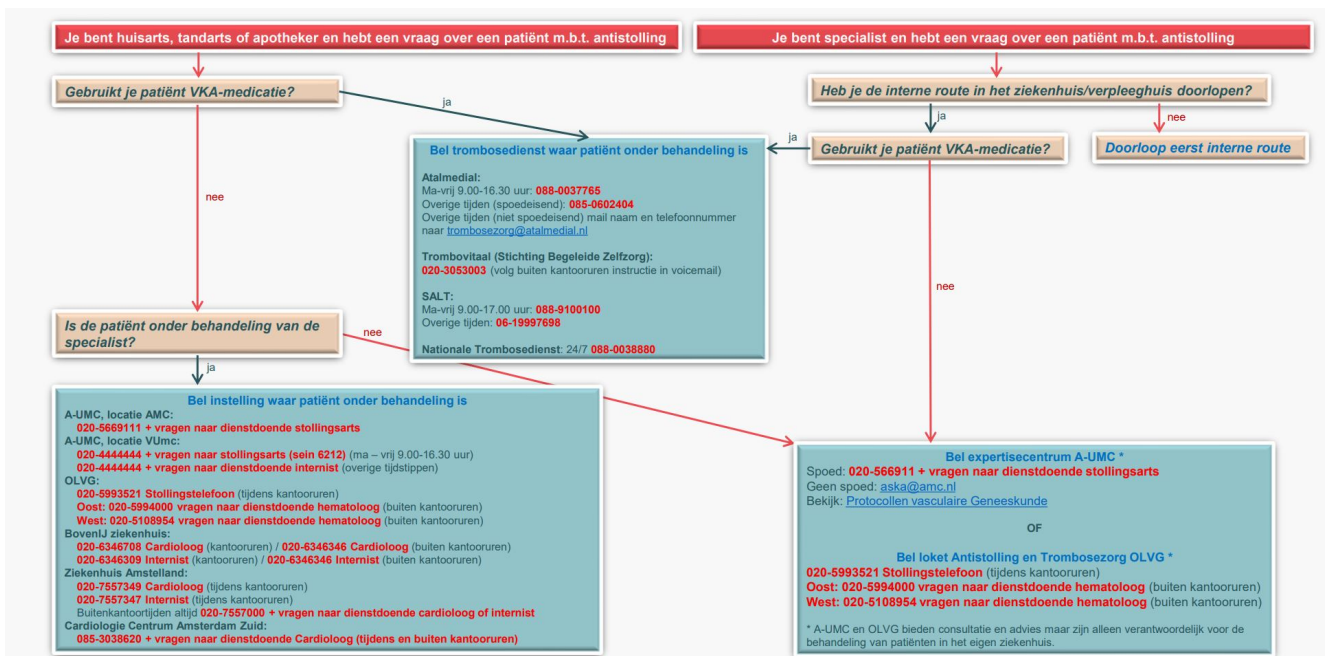 Je bent huisarts, tandarts of apotheker en hebt een vraag over een patiënt m.b.t. antistolling
Je bent specialist en hebt een vraag over een patiënt m.b.t. antistolling
Gebruikt je patiënt VKA-medicatie?
ja
nee
Heb je de interne route in het ziekenhuis/verpleeghuis doorlopen?
ja
nee
Gebruikt je patiënt VKA-medicatie?
ja
nee
Doorloop eerst interne route
Bel trombosedienst waar patiënt onder behandeling is
Atalmedial:
Ma-vrij 9.00-16.30 uur: 088-0037765
Overige tijden (spoedeisend): 085-0602404
Overige tijden (niet spoedeisend) mail naam en telefoonnummer
naar trombosezorg@atalmedial.nl
Trombovitaal (Stichting Begeleide Zelfzorg):
020-3053003 (volg buiten kantooruren instructie in voicemail)
SALT:
Ma-vrij 9.00-17.00 uur: 088-9100100
Overige tijden: 06-19997698
Nationale Trombosedienst: 24/7 088-0038880
Is de patiënt onder behandeling van de
specialist?
nee
ja
Bel instelling waar patiënt onder behandeling is
A-UMC, locatie AMC:
020-5669111 + vragen naar dienstdoende stollingsarts
A-UMC, locatie VUmc:
020-4444444 + vragen naar stollingsarts (sein 6212) (ma – vrij 9.00-16.30 uur)
020-4444444 + vragen naar dienstdoende internist (overige tijdstippen)
OLVG:
020-5993521 Stollingstelefoon (tijdens kantooruren)
Oost: 020-5994000 vragen naar dienstdoende hematoloog (buiten kantooruren)
West: 020-5108954 vragen naar dienstdoende hematoloog (buiten kantooruren)
BovenIJ ziekenhuis:
020-6346708 Cardioloog (kantooruren) / 020-6346346 Cardioloog (buiten kantooruren)
020-6346309 Internist (kantooruren) / 020-6346346 Internist (buiten kantooruren)
Ziekenhuis Amstelland:
020-7557349 Cardioloog (tijdens kantooruren)
020-7557347 Internist (tijdens kantooruren)
Buitenkantoortijden altijd 020-7557000 + vragen naar dienstdoende cardioloog of internist
Cardiologie Centrum Amsterdam Zuid:
085-3038620 + vragen naar dienstdoende Cardioloog (tijdens en buiten kantooruren)
Bel expertisecentrum A-UMC *
Spoed: 020-566911 + vragen naar dienstdoende stollingsarts
Geen spoed: aska@amc.nl
Bekijk: Protocollen vasculaire Geneeskunde
OF
Bel loket Antistolling en Trombosezorg OLVG *
020-5993521 Stollingstelefoon (tijdens kantooruren)
Oost: 020-5994000 vragen naar dienstdoende hematoloog (buiten kantooruren)
West: 020-5108954 vragen naar dienstdoende hematoloog (buiten kantooruren)
* A-UMC en OLVG bieden consultatie en advies maar zijn alleen verantwoordelijk voor de
behandeling van patiënten in het eigen ziekenhuis.